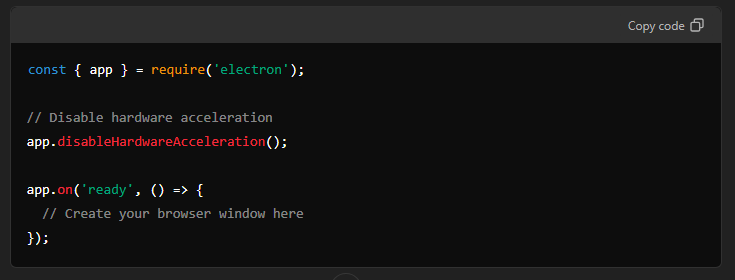 Copy code
const { app } = require('electron');
// Disable hardware acceleration
app.disableHardwareAcceleration();
app.on('ready', () => {
  // Create your browser window here
});